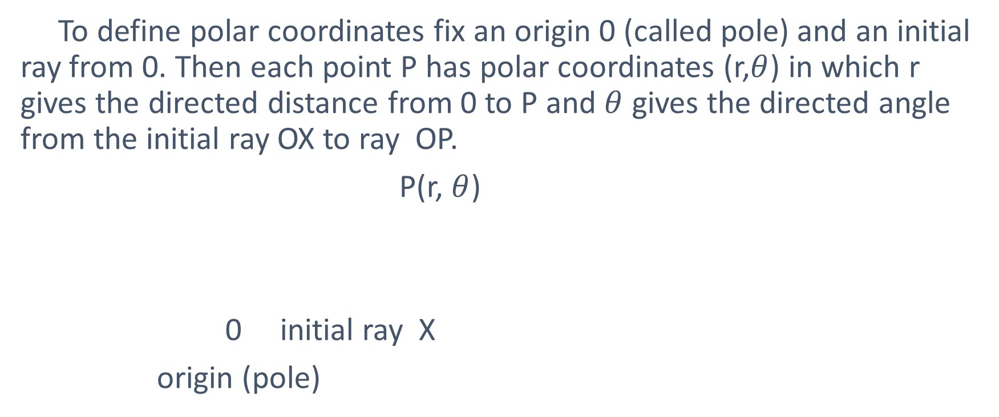 To define polar coordinates fix an origin 0 (called pole) and an initial
ray from 0. Then each point P has polar coordinates (r,θ) in which r
gives the directed distance from 0 to P and θ gives the directed angle
from the initial ray OX to ray OP.
P(r, θ)
0 initial ray X
origin (pole)